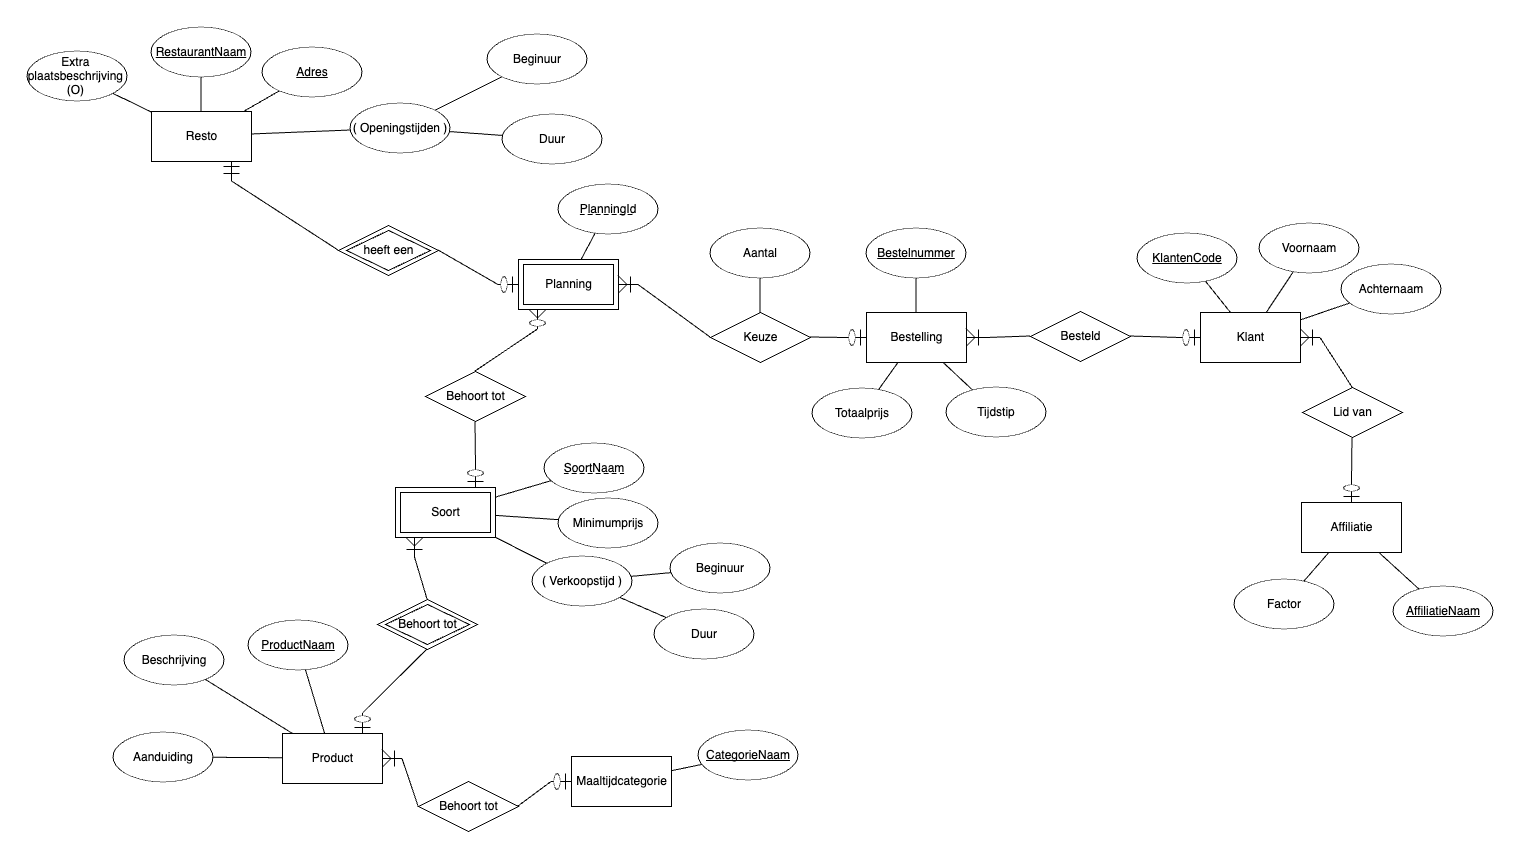 Extra
plaatsbeschrijving
(O)
RestaurantNaam
Adres
Beginuur
( Openingstijden )
Duur
Resto
heeft een
PlanningId
Planning
Aantal
Keuze
Bestelnummer
Bestelling
Totaalprijs
Tijdstip
Besteld
KlantenCode
Voornaam
Achternaam
Klant
Lid van
Affiliatie
Factor
AffiliatieNaam
Behoort tot
SoortNaam
Soort
Minimumprijs
( Verkoopstijd )
Beginuur
Duur
Behoort tot
Beschrijving
ProductNaam
Aanduiding
Product
Behoort tot
Maaltijdcategorie
CategorieNaam